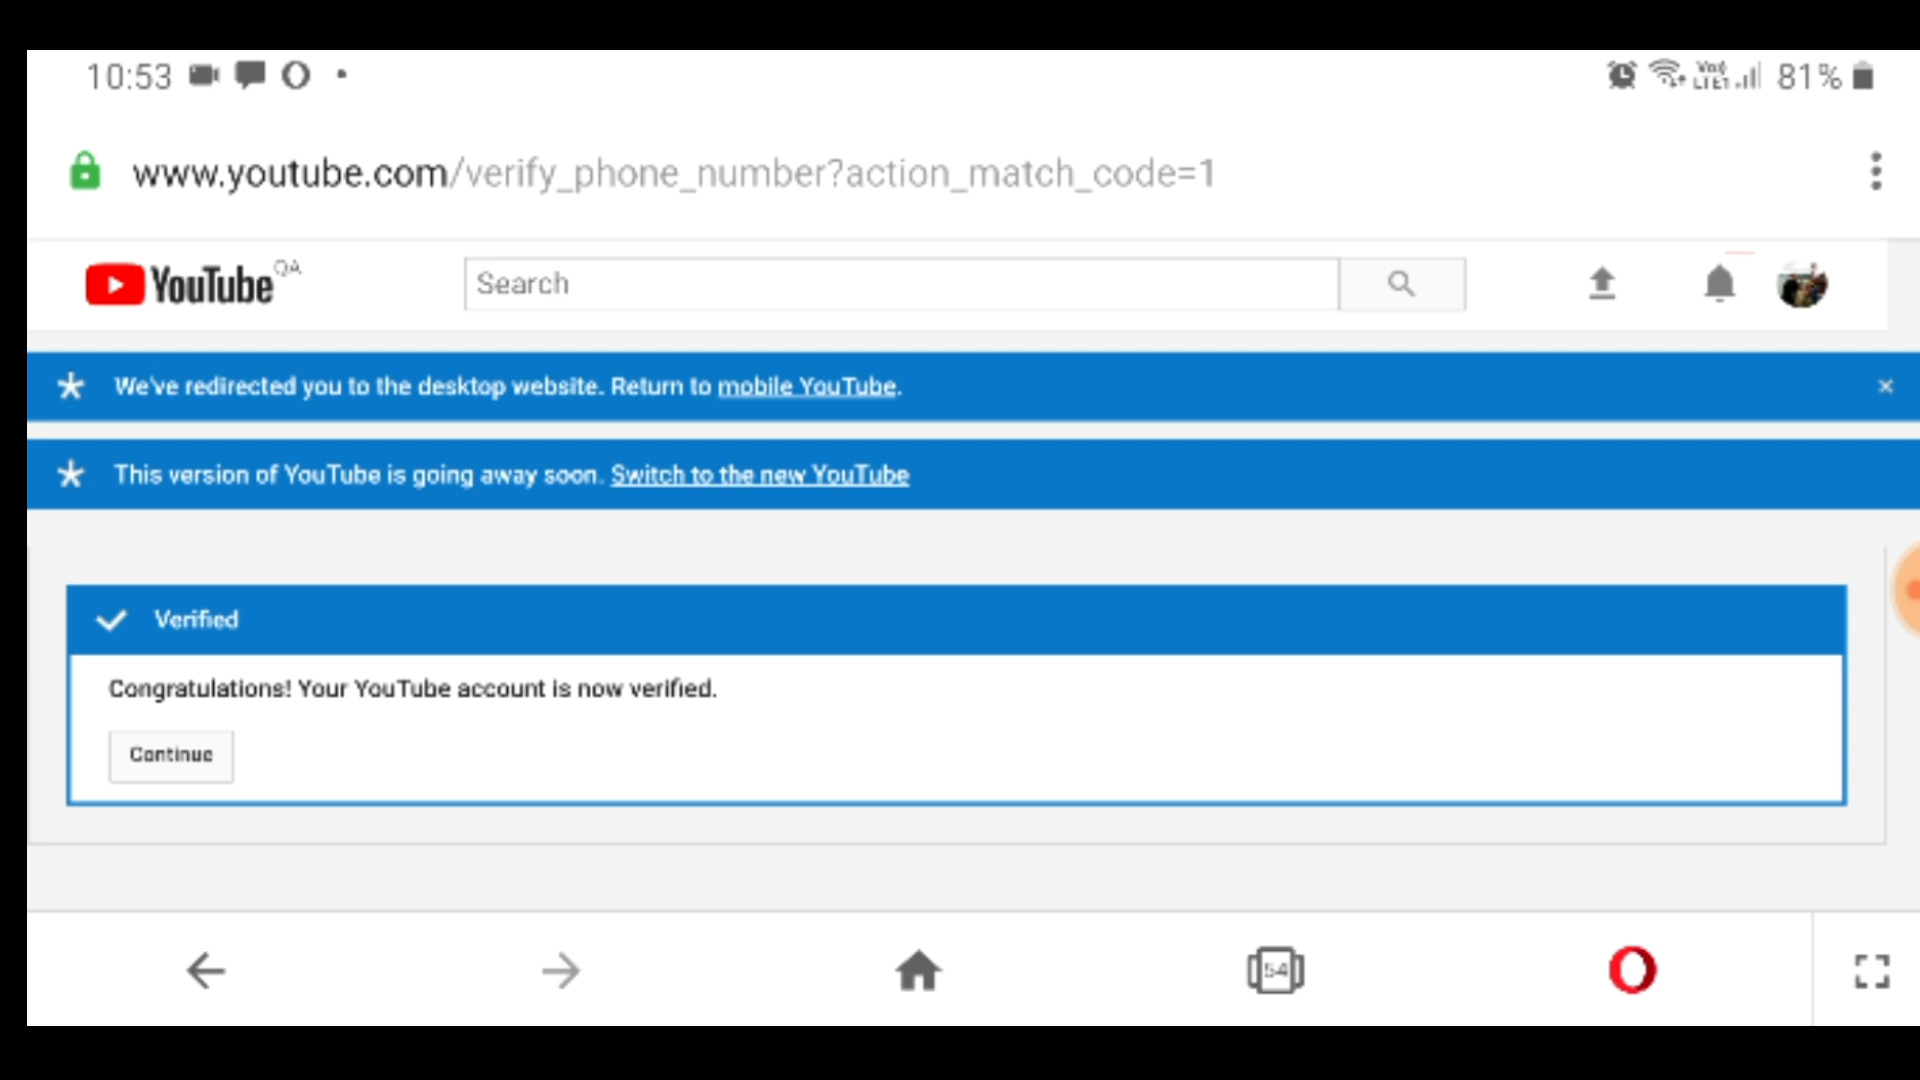 10:53 81%
www.youtube.com/verify_phone_number?action_match_code=1
YouTube QA Search
We've redirected you to the desktop website. Return to mobile YouTube. ×
This version of YouTube is going away soon. Switch to the new YouTube
Verified
Congratulations! Your YouTube account is now verified.
Continue
54